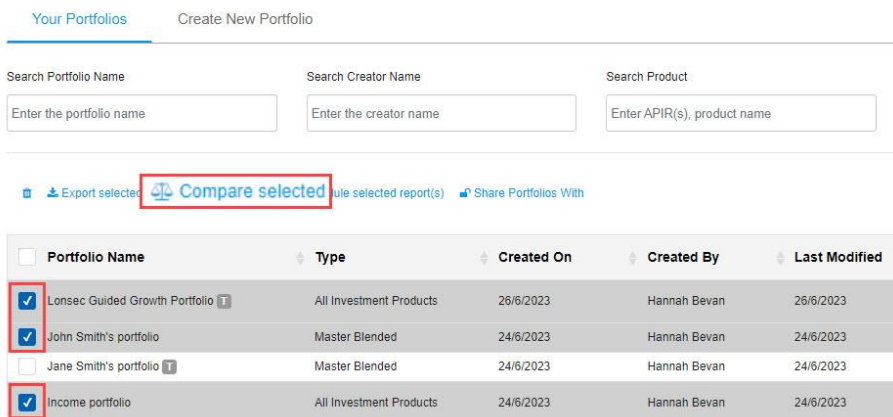 Your Portfolios Create New Portfolio
Search Portfolio Name Search Creator Name Search Product
Enter the portfolio name Enter the creator name Enter APIR(s), product name
Export selected Compare selected selected report(s) Share Portfolios With
Portfolio Name Type Created On Created By Last Modified
Lonsec Guided Growth Portfolio T All Investment Products 26/6/2023 Hannah Bevan 26/6/2023
John Smith's portfolio Master Blended 24/6/2023 Hannah Bevan 24/6/2023
Jane Smith's portfolio T Master Blended 24/6/2023 Hannah Bevan 24/6/2023
Income portfolio All Investment Products 24/6/2023 Hannah Bevan 24/6/2023